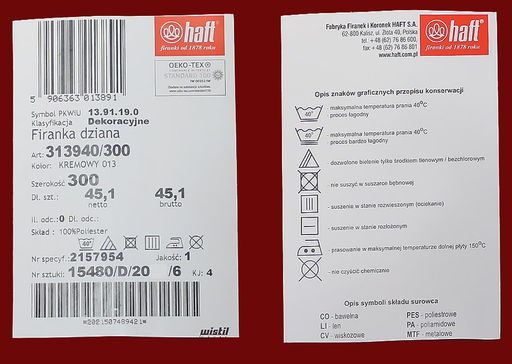 haft®
firanki od 1878 roku
5 906363 013891
OEKO-TEX®
STANDARD 100
Symbol PKWiU 13.91.19.0
Klasyfikacja Dekoracyjne
Firanka dziana
Art: 313940/300
Kolor: KREMOWY 013
Szerokość 300
Dł. szt.: 45,1 45,1
netto brutto
il. odc.: 0 Dł. odc.:
Skład : 100%Poliester
40°
Nr specyf.: 2157954 Jakość: 1
Nr sztuki: 15480/D/20 /6 KJ: 4
W2021507489421W
wistil
Fabryka Firanek i Koronek HAFT S.A.
62-800 Kalisz, ul. Złota 40, Polska
tel. +48 (62) 76 86 600,
fax: +48 (62) 76 86 801
www.haft.com.pl
haft®
firanki od 1878 roku
Opis znaków graficznych przepisu konserwacji
40° - maksymalna temperatura prania 40°C
proces łagodny
40° - maksymalna temperatura prania 40°C
proces bardzo łagodny
- dozwolone bielenie tylko środkiem tlenowym / bezchlorowym
- nie suszyć w suszarce bębnowej
- suszenie w stanie rozwieszonym (ociekanie)
- suszenie w stanie rozłożonym
- prasowanie w maksymalnej temperaturze dolnej płyty 150°C
- nie czyścić chemicznie
Opis symboli składu surowca
CO - bawełna PES - poliestrowe
LI - len PA - poliamidowe
CV - wiskozowe MTF - metalowe